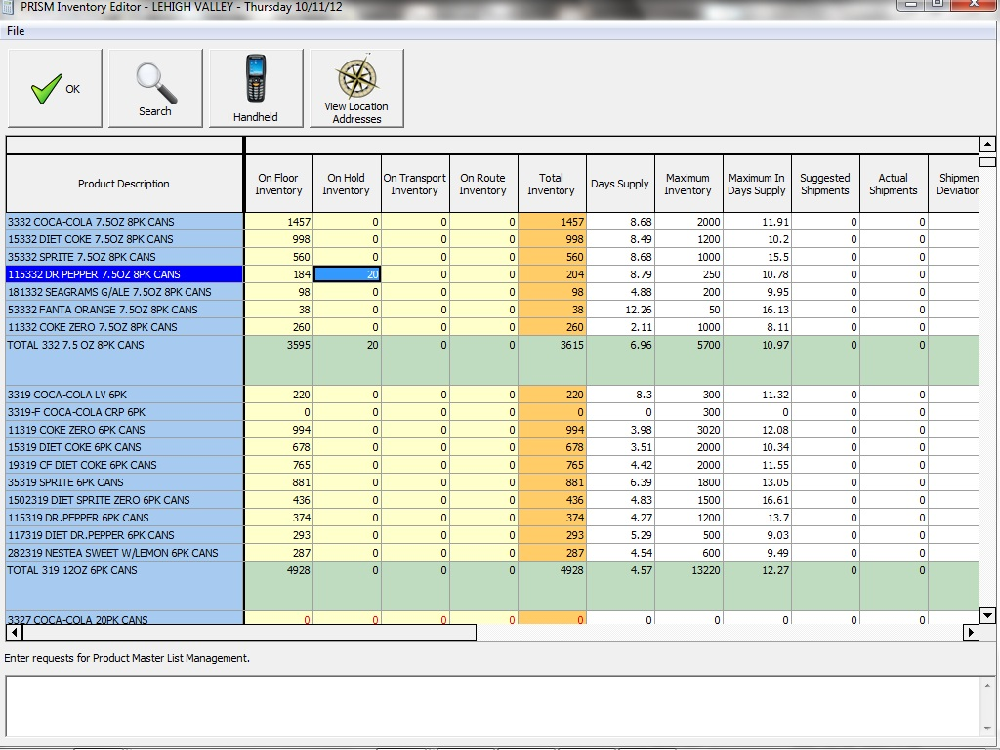 PRISM Inventory Editor - LEHIGH VALLEY - Thursday 10/11/12
File
OK
Search
Handheld
View Location
Addresses
Product Description On Floor Inventory On Hold Inventory On Transport Inventory On Route Inventory Total Inventory Days Supply Maximum Inventory Maximum In Days Supply Suggested Shipments Actual Shipments Shipmen Deviation
3332 COCA-COLA 7.5OZ 8PK CANS 1457 0 0 0 1457 8.68 2000 11.91 0 0
15332 DIET COKE 7.5OZ 8PK CANS 998 0 0 0 998 8.49 1200 10.2 0 0
35332 SPRITE 7.5OZ 8PK CANS 560 0 0 0 560 8.68 1000 15.5 0 0
115332 DR PEPPER 7.5OZ 8PK CANS 184 20 0 0 204 8.79 250 10.78 0 0
181332 SEAGRAMS G/ALE 7.5OZ 8PK CANS 98 0 0 0 98 4.88 200 9.95 0 0
53332 FANTA ORANGE 7.5OZ 8PK CANS 38 0 0 0 38 12.26 50 16.13 0 0
11332 COKE ZERO 7.5OZ 8PK CANS 260 0 0 0 260 2.11 1000 8.11 0 0
TOTAL 332 7.5 OZ 8PK CANS 3595 20 0 0 3615 6.96 5700 10.97 0 0
3319 COCA-COLA LV 6PK 220 0 0 0 220 8.3 300 11.32 0 0
3319-F COCA-COLA CRP 6PK 0 0 0 0 0 0 300 0 0 0
11319 COKE ZERO 6PK CANS 994 0 0 0 994 3.98 3020 12.08 0 0
15319 DIET COKE 6PK CANS 678 0 0 0 678 3.51 2000 10.34 0 0
19319 CF DIET COKE 6PK CANS 765 0 0 0 765 4.42 2000 11.55 0 0
35319 SPRITE 6PK CANS 881 0 0 0 881 6.39 1800 13.05 0 0
1502319 DIET SPRITE ZERO 6PK CANS 436 0 0 0 436 4.83 1500 16.61 0 0
115319 DR.PEPPER 6PK CANS 374 0 0 0 374 4.27 1200 13.7 0 0
117319 DIET DR.PEPPER 6PK CANS 293 0 0 0 293 5.29 500 9.03 0 0
282319 NESTEA SWEET W/LEMON 6PK CANS 287 0 0 0 287 4.54 600 9.49 0 0
TOTAL 319 12OZ 6PK CANS 4928 0 0 0 4928 4.57 13220 12.27 0 0
3327 COCA-COLA 20PK CANS 0 0 0 0 0 0 0 0 0 0
Enter requests for Product Master List Management.